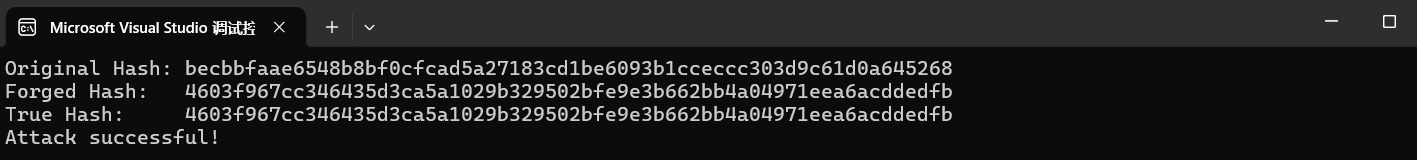 Microsoft Visual Studio 调试控
Original Hash: becbbfaae6548b8bf0cfcad5a27183cd1be6093b1cceccc303d9c61d0a645268
Forged Hash:   4603f967cc346435d3ca5a1029b329502bfe9e3b662bb4a04971eea6acddedfb
True Hash:     4603f967cc346435d3ca5a1029b329502bfe9e3b662bb4a04971eea6acddedfb
Attack successful!